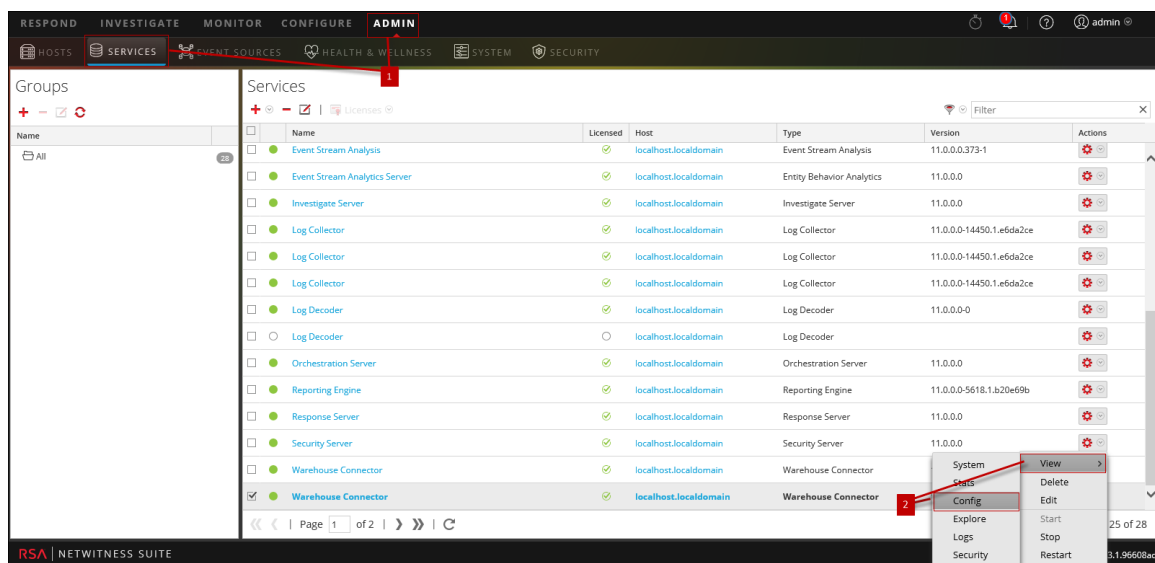 RESPOND INVESTIGATE MONITOR CONFIGURE ADMIN 1 admin
HOSTS SERVICES EVENT SOURCES HEALTH & WELLNESS SYSTEM SECURITY
1
Groups
Name
All 28
Services
Licenses Filter X
Name Licensed Host Type Version Actions
Event Stream Analysis localhost.localdomain Event Stream Analysis 11.0.0.0.373-1
Event Stream Analytics Server localhost.localdomain Entity Behavior Analytics 11.0.0.0
Investigate Server localhost.localdomain Investigate Server 11.0.0.0
Log Collector localhost.localdomain Log Collector 11.0.0.0-14450.1.e6da2ce
Log Collector localhost.localdomain Log Collector 11.0.0.0-14450.1.e6da2ce
Log Collector localhost.localdomain Log Collector 11.0.0.0-14450.1.e6da2ce
Log Decoder localhost.localdomain Log Decoder 11.0.0.0-0
Log Decoder localhost.localdomain Log Decoder
Orchestration Server localhost.localdomain Orchestration Server 11.0.0.0
Reporting Engine localhost.localdomain Reporting Engine 11.0.0.0-5618.1.b20e69b
Response Server localhost.localdomain Response Server 11.0.0.0
Security Server localhost.localdomain Security Server 11.0.0.0
Warehouse Connector localhost.localdomain Warehouse Connector
Warehouse Connector localhost.localdomain Warehouse Connector
System View
Stats Delete
2
Config Edit
Explore Start
Logs Stop
Security Restart
Page 1 of 2 | C 25 of 28
RSA NETWITNESS SUITE 3.1.96608ac